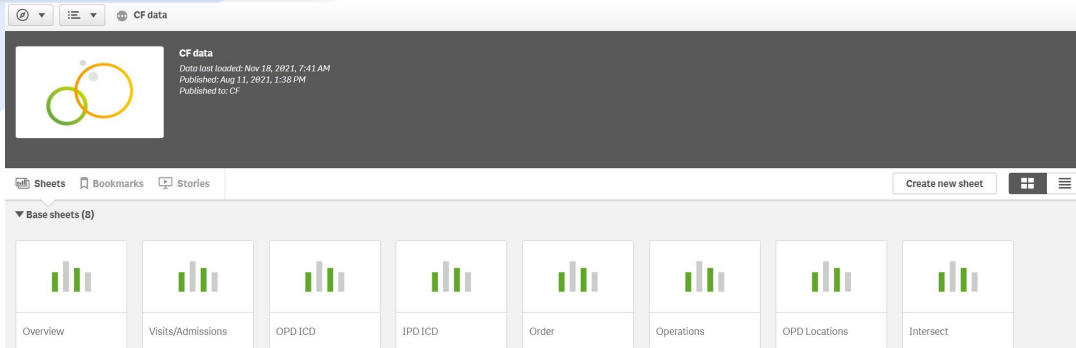 CF data
CF data
Data last loaded: Nov 18, 2021, 7:41 AM
Published: Aug 11, 2021, 1:38 PM
Published to: CF
Sheets Bookmarks Stories Create new sheet
Base sheets (8)
Overview Visits/Admissions OPD ICD IPD ICD Order Operations OPD Locations Intersect